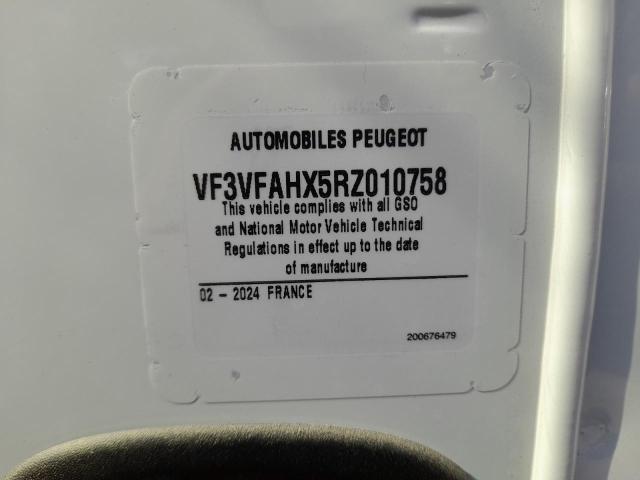 AUTOMOBILES PEUGEOT
VF3VFAHX5RZ010758
This vehicle complies with all GSO
and National Motor Vehicle Technical
Regulations in effect up to the date
of manufacture
02 – 2024 FRANCE
200676479